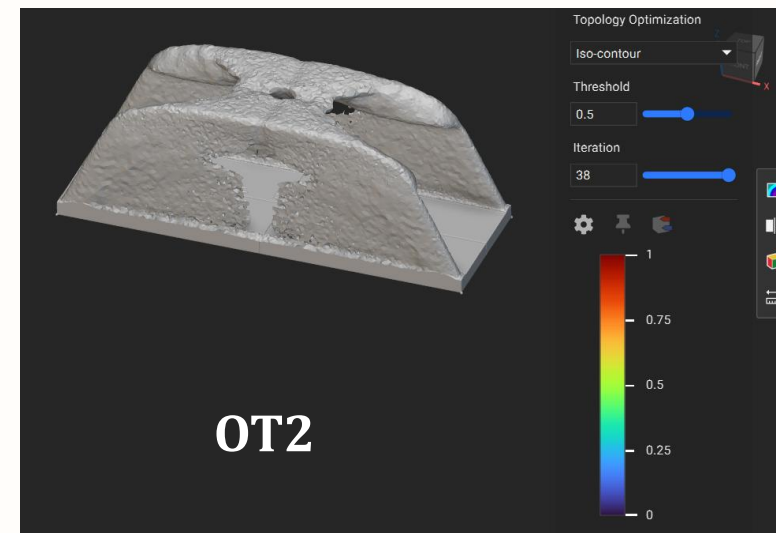 Topology Optimization
Iso-contour
Threshold
0.5
Iteration
38
1
0.75
0.5
0.25
0
OT2
Z
X